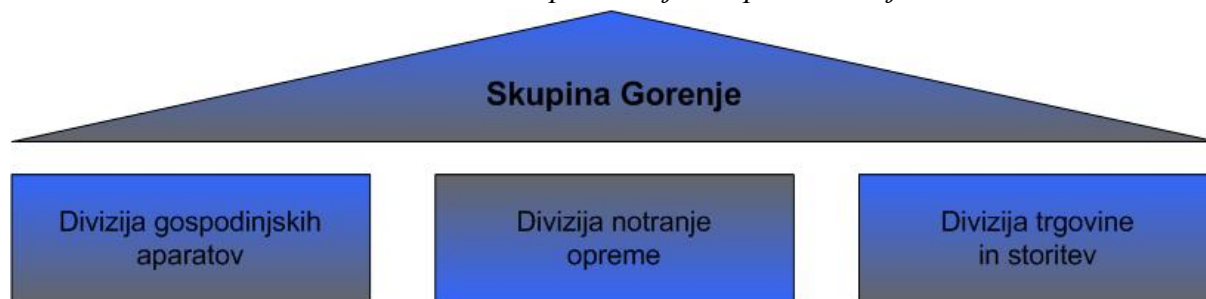 Skupina Gorenje
Divizija gospodinjskih
aparatov
Divizija notranje
opreme
Divizija trgovine
in storitev